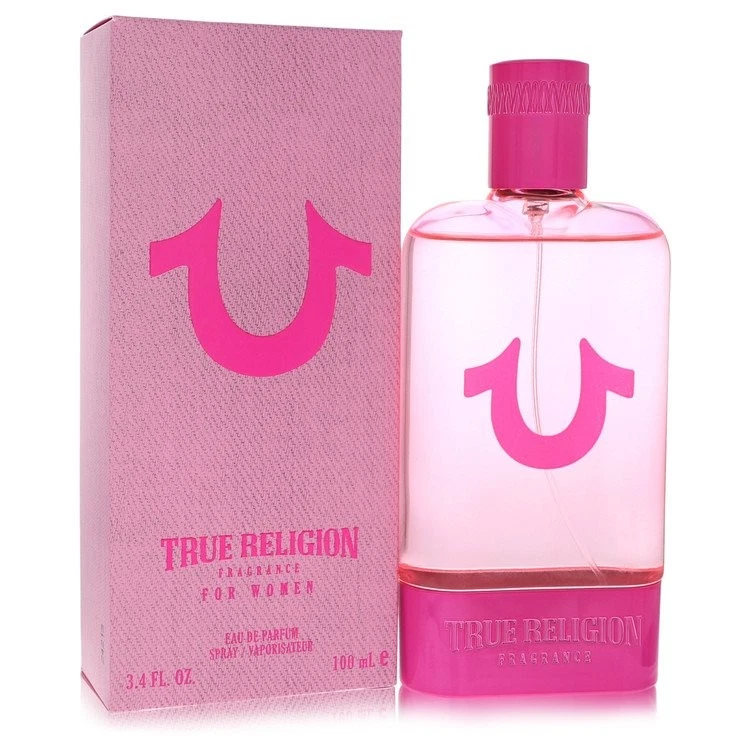 TRUE RELIGION
FRAGRANCE
FOR WOMEN
EAU DE PARFUM
SPRAY / VAPORISATEUR
3.4 FL. OZ.
100 mL e
TRUE RELIGION
FRAGRANCE